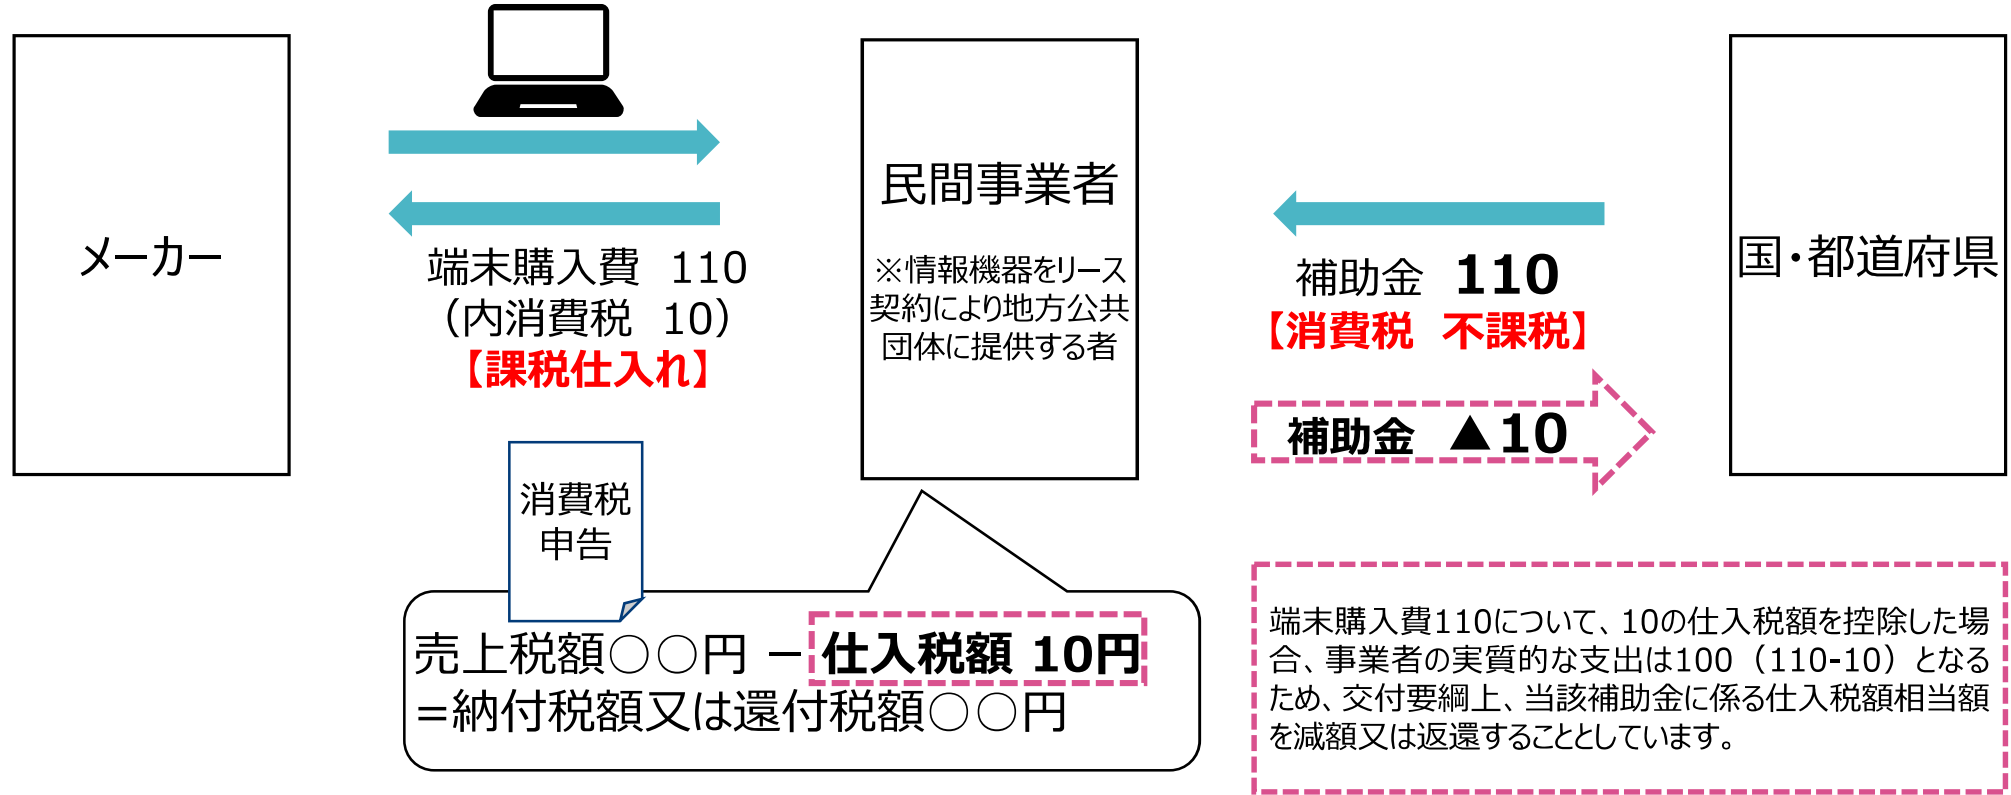 メーカー
端末購入費 110
（内消費税 10）
【課税仕入れ】
民間事業者
※情報機器をリース
契約により地方公共
団体に提供する者
補助金 110
【消費税 不課税】
補助金 ▲10
国・都道府県
消費税
申告
売上税額○○円 － 仕入税額 10円
＝納付税額又は還付税額○○円
端末購入費110について、10の仕入税額を控除した場
合、事業者の実質的な支出は100（110-10）となる
ため、交付要綱上、当該補助金に係る仕入税額相当額
を減額又は返還することとしています。